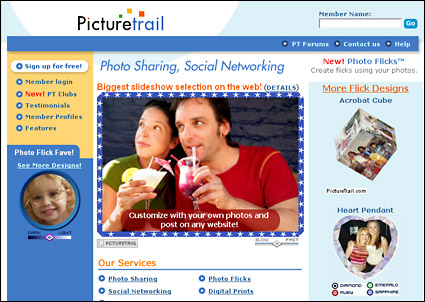 Picturetrail
Member Name:
Go
PT Forums
Contact us
Help
Sign up for free!
Member login
New! PT Clubs
Testimonials
Member Profiles
Features
Photo Flick Fave!
See More Designs!
DARK
LIGHT
Photo Sharing, Social Networking
Biggest slideshow selection on the web! (DETAILS)
Customize with your own photos and
post on any website!
PICTURETRAIL
SLOW
FAST
Our Services
Photo Sharing
Photo Flicks
Social Networking
Digital Prints
New! Photo Flicks™
Create flicks using your photos.
More Flick Designs
Acrobat Cube
PictureTrail.com
Heart Pendant
DIAMOND
EMERALD
RUBY
SAPPHIRE